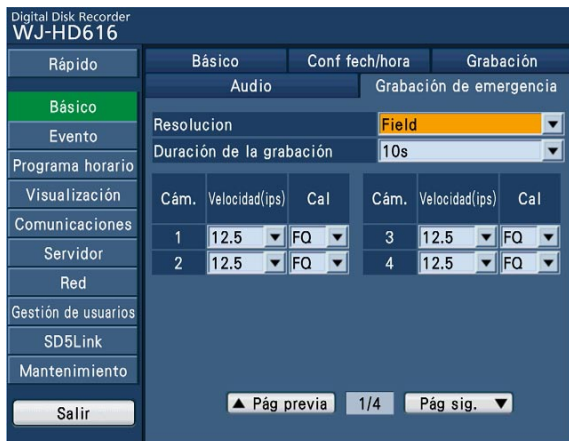 Digital Disk Recorder
WJ-HD616
Rápido
Básico
Evento
Programa horario
Visualización
Comunicaciones
Servidor
Red
Gestión de usuarios
SD5Link
Mantenimiento
Salir
Básico Conf fech/hora Grabación
Audio Grabación de emergencia
Resolucion Field
Duración de la grabación 10s
Cám. Velocidad(ips) Cal Cám. Velocidad(ips) Cal
1 12.5 FQ 3 12.5 FQ
2 12.5 FQ 4 12.5 FQ
Pág previa 1/4 Pág sig.